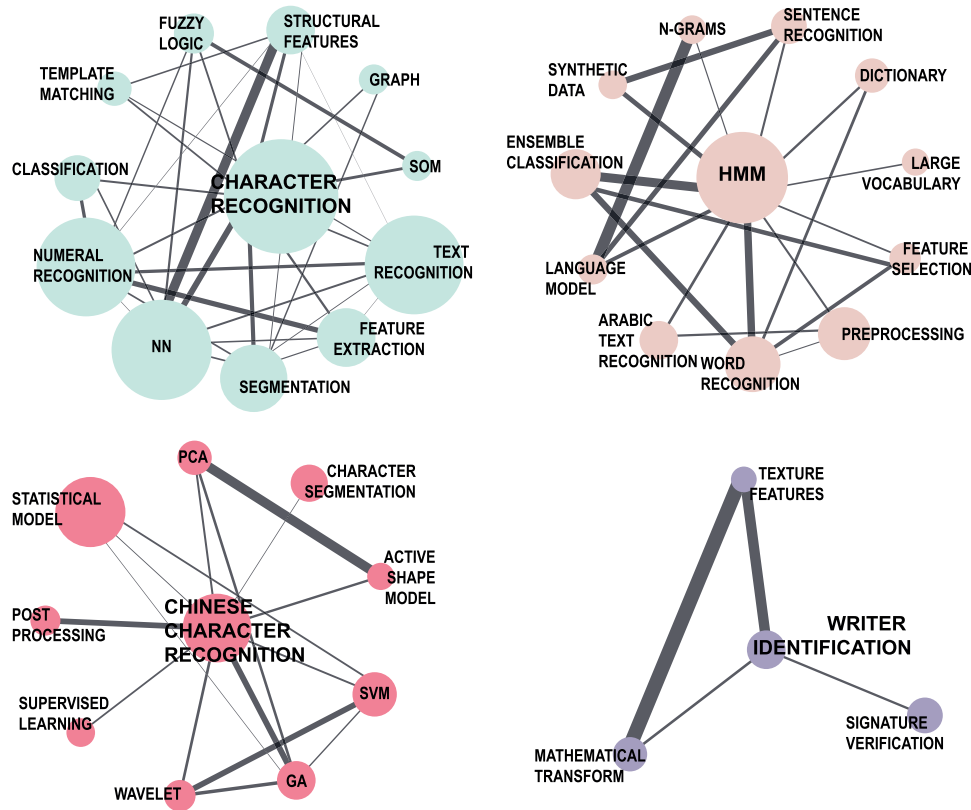 FUZZY
LOGIC
STRUCTURAL
FEATURES
TEMPLATE
MATCHING
GRAPH
SOM
CLASSIFICATION
CHARACTER
RECOGNITION
NUMERAL
RECOGNITION
TEXT
RECOGNITION
NN
FEATURE
EXTRACTION
SEGMENTATION
N-GRAMS
SENTENCE
RECOGNITION
SYNTHETIC
DATA
DICTIONARY
ENSEMBLE
CLASSIFICATION
HMM
LARGE
VOCABULARY
LANGUAGE
MODEL
FEATURE
SELECTION
ARABIC
TEXT
RECOGNITION
PREPROCESSING
WORD
RECOGNITION
PCA
CHARACTER
SEGMENTATION
STATISTICAL
MODEL
ACTIVE
SHAPE
MODEL
CHINESE
CHARACTER
RECOGNITION
POST
PROCESSING
SUPERVISED
LEARNING
SVM
WAVELET
GA
TEXTURE
FEATURES
WRITER
IDENTIFICATION
SIGNATURE
VERIFICATION
MATHEMATICAL
TRANSFORM